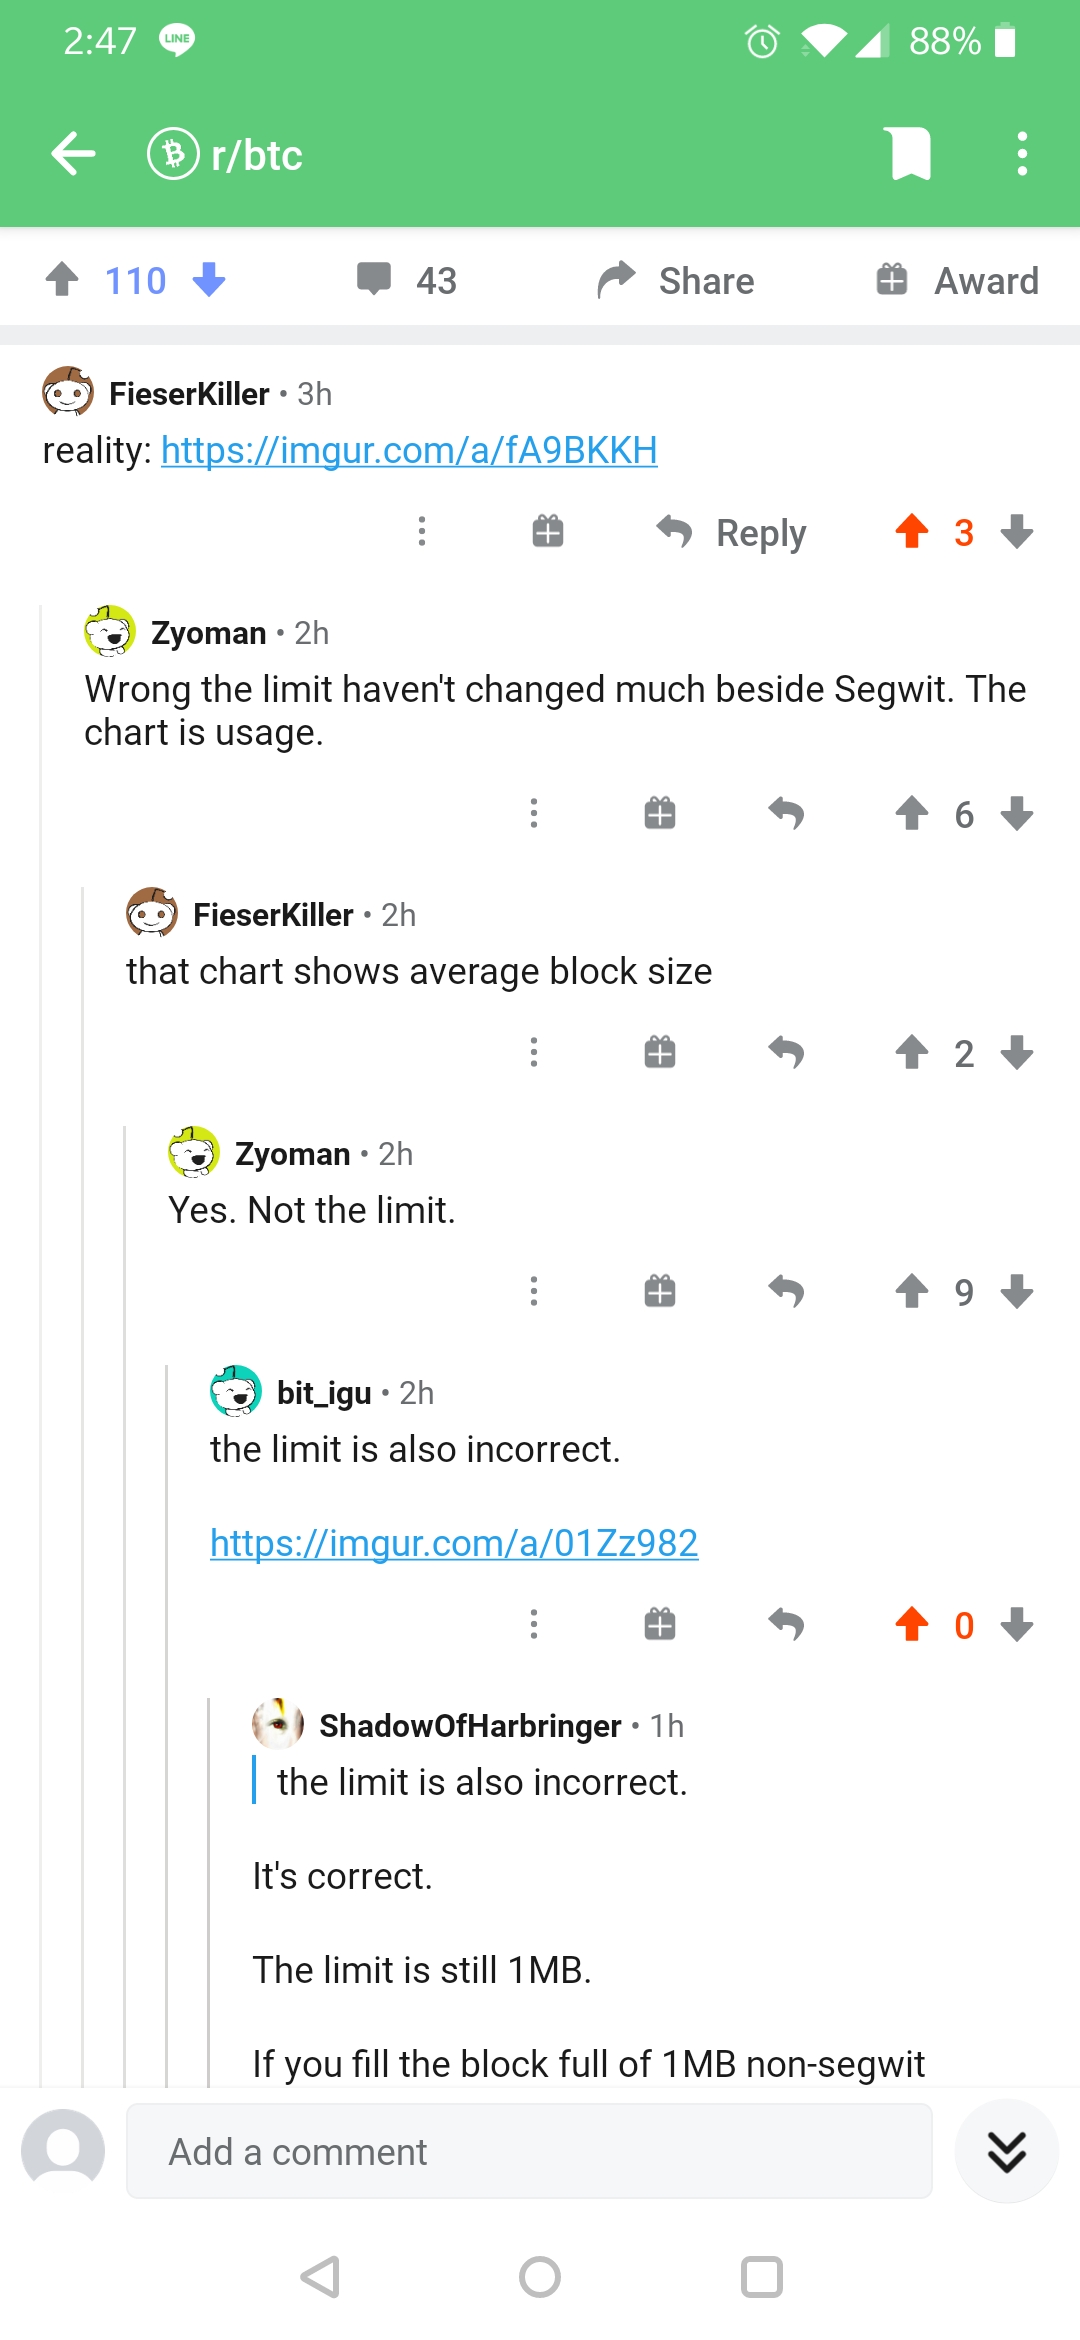 2:47 LINE 88%
r/btc
110 43 Share Award
FieserKiller • 3h
reality: https://imgur.com/a/fA9BKKH
Reply 3
Zyoman • 2h
Wrong the limit haven't changed much beside Segwit. The
chart is usage.
6
FieserKiller • 2h
that chart shows average block size
2
Zyoman • 2h
Yes. Not the limit.
9
bit_igu • 2h
the limit is also incorrect.
https://imgur.com/a/01Zz982
0
ShadowOfHarbringer • 1h
the limit is also incorrect.
It's correct.
The limit is still 1MB.
If you fill the block full of 1MB non-segwit
Add a comment